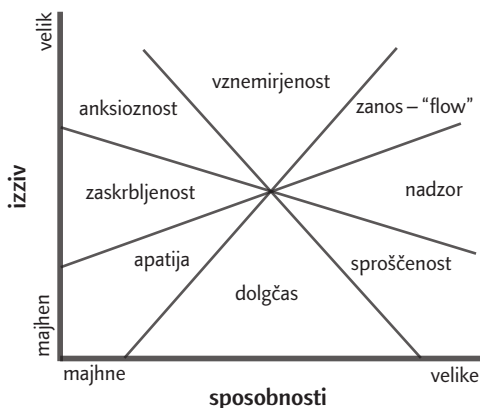 velik
vznemirjenost
anksioznost
zanos – “flow”
izziv
zaskrbljenost
nadzor
apatija
sproščenost
dolgčas
majhen
majhne
velike
sposobnosti